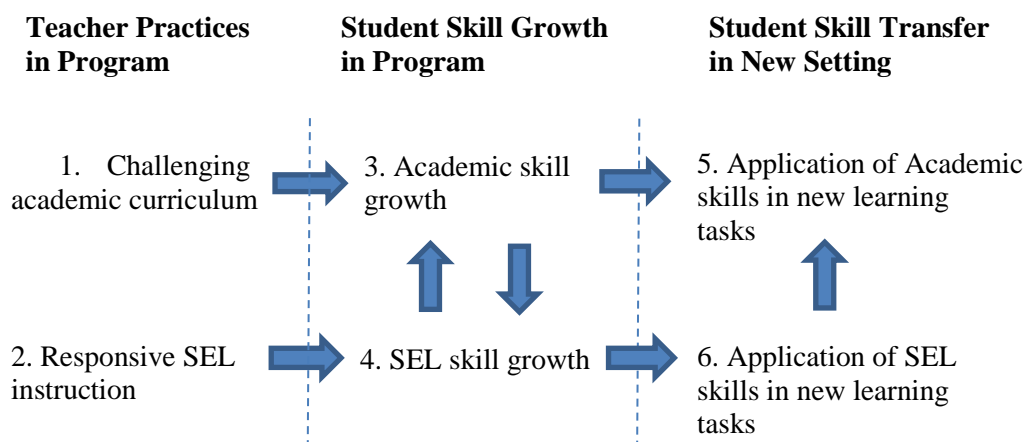 Teacher Practices
in Program
Student Skill Growth
in Program
Student Skill Transfer
in New Setting
1. Challenging
academic curriculum
3. Academic skill
growth
5. Application of Academic
skills in new learning
tasks
2. Responsive SEL
instruction
4. SEL skill growth
6. Application of SEL
skills in new learning
tasks